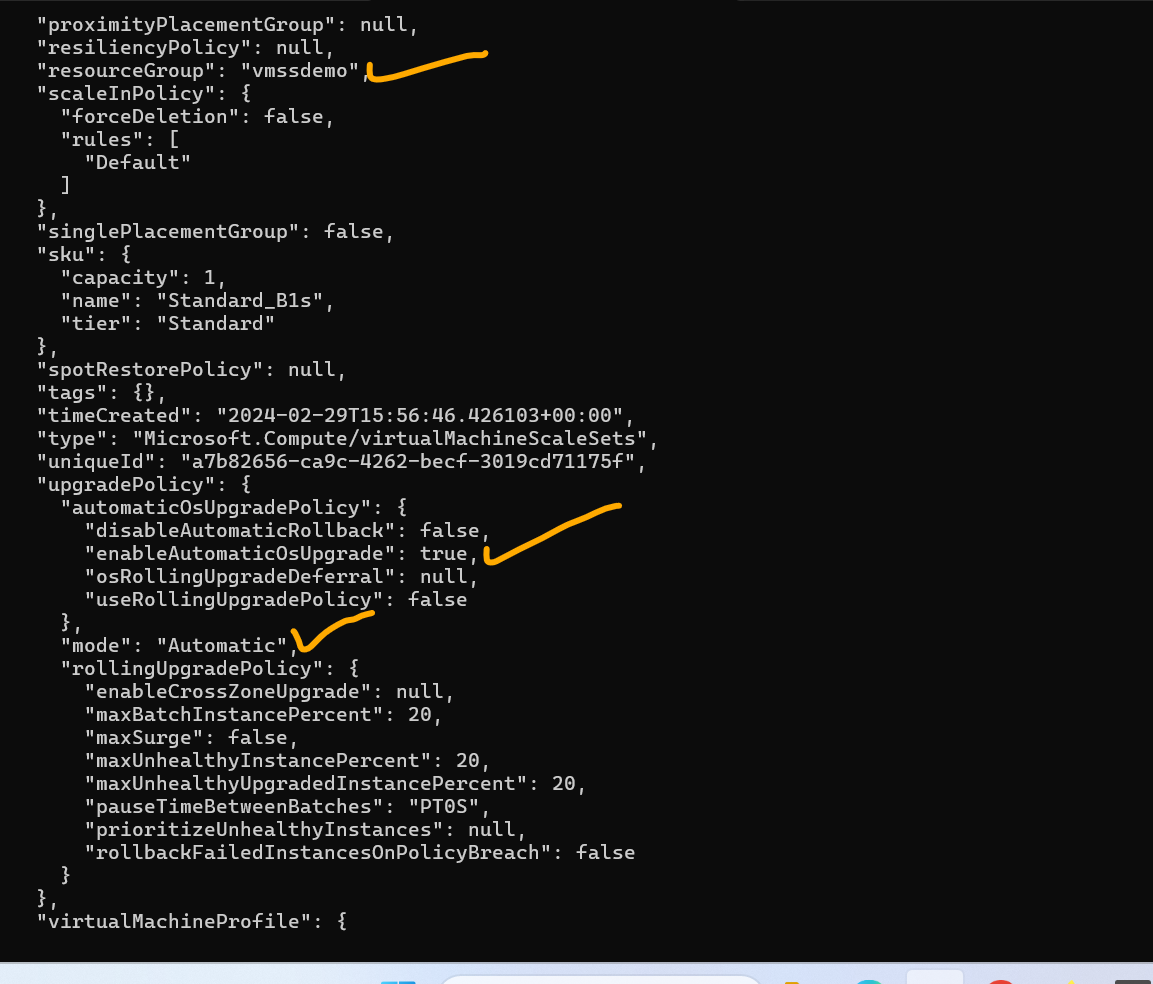 "proximityPlacementGroup": null,
"resiliencyPolicy": null,
"resourceGroup": "vmssdemo",
"scaleInPolicy": {
"forceDeletion": false,
"rules": [
"Default"
]
},
"singlePlacementGroup": false,
"sku": {
"capacity": 1,
"name": "Standard_B1s",
"tier": "Standard"
},
"spotRestorePolicy": null,
"tags": {},
"timeCreated": "2024-02-29T15:56:46.426103+00:00",
"type": "Microsoft.Compute/virtualMachineScaleSets",
"uniqueId": "a7b82656-ca9c-4262-becf-3019cd71175f",
"upgradePolicy": {
"automaticOsUpgradePolicy": {
"disableAutomaticRollback": false,
"enableAutomaticOsUpgrade": true,
"osRollingUpgradeDeferral": null,
"useRollingUpgradePolicy": false
},
"mode": "Automatic",
"rollingUpgradePolicy": {
"enableCrossZoneUpgrade": null,
"maxBatchInstancePercent": 20,
"maxSurge": false,
"maxUnhealthyInstancePercent": 20,
"maxUnhealthyUpgradedInstancePercent": 20,
"pauseTimeBetweenBatches": "PT0S",
"prioritizeUnhealthyInstances": null,
"rollbackFailedInstancesOnPolicyBreach": false
}
},
"virtualMachineProfile": {